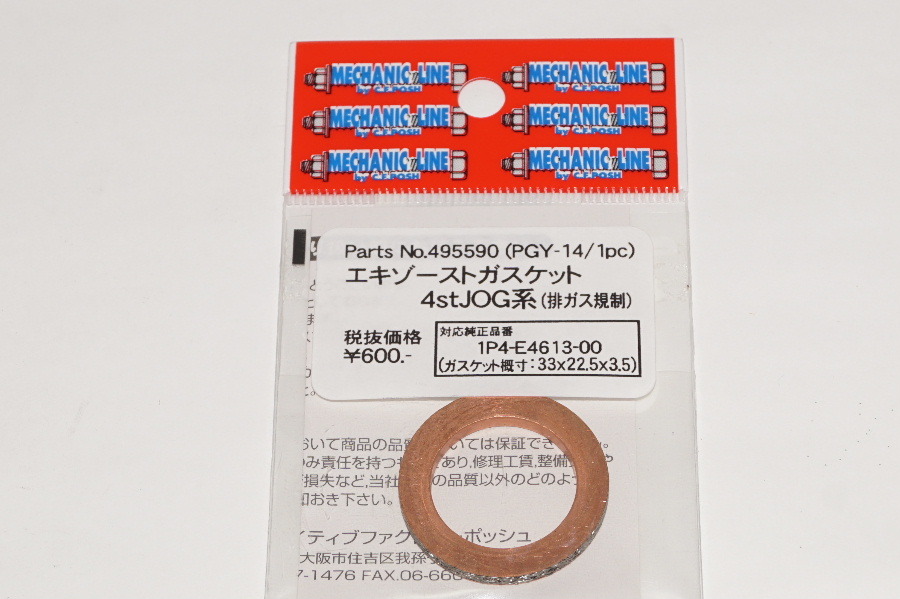 MECHANIC LINE MECHANIC LINE
by C.F.POSH by C.F.POSH
MECHANIC LINE MECHANIC LINE
by C.F.POSH by C.F.POSH
MECHANIC LINE MECHANIC LINE
by C.F.POSH by C.F.POSH
Parts No.495590 (PGY-14/1pc)
エキゾーストガスケット
4stJOG系(排ガス規制)
税抜価格
¥600.-
対応純正品番
1P4-E4613-00
(ガスケット概寸:33x22.5x3.5)
おいて商品の品 いては保証でき
み責任を持つ あり,修理工賃,整備
損失など,当社 の品質以外のどのよ
おき下さい。
イティブファク ーポッシュ
大阪市住吉区我孫
7-1476 FAX.06-66